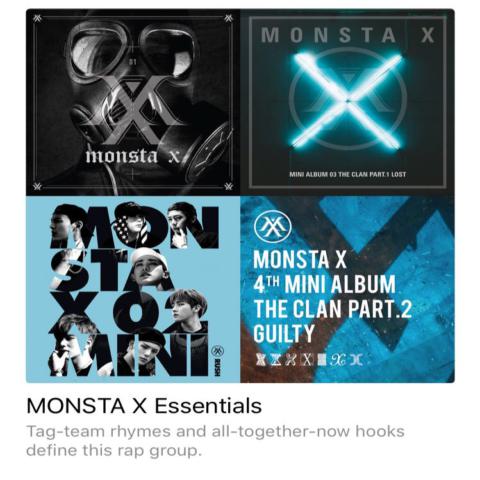 01
monsta x
MONSTA X
MINI ALBUM 03 THE CLAN PART.1 LOST
MON
STA
X 02
MINI
RUSH
MONSTA X
4TH MINI ALBUM
THE CLAN PART.2
GUILTY
MONSTA X Essentials
Tag-team rhymes and all-together-now hooks
define this rap group.